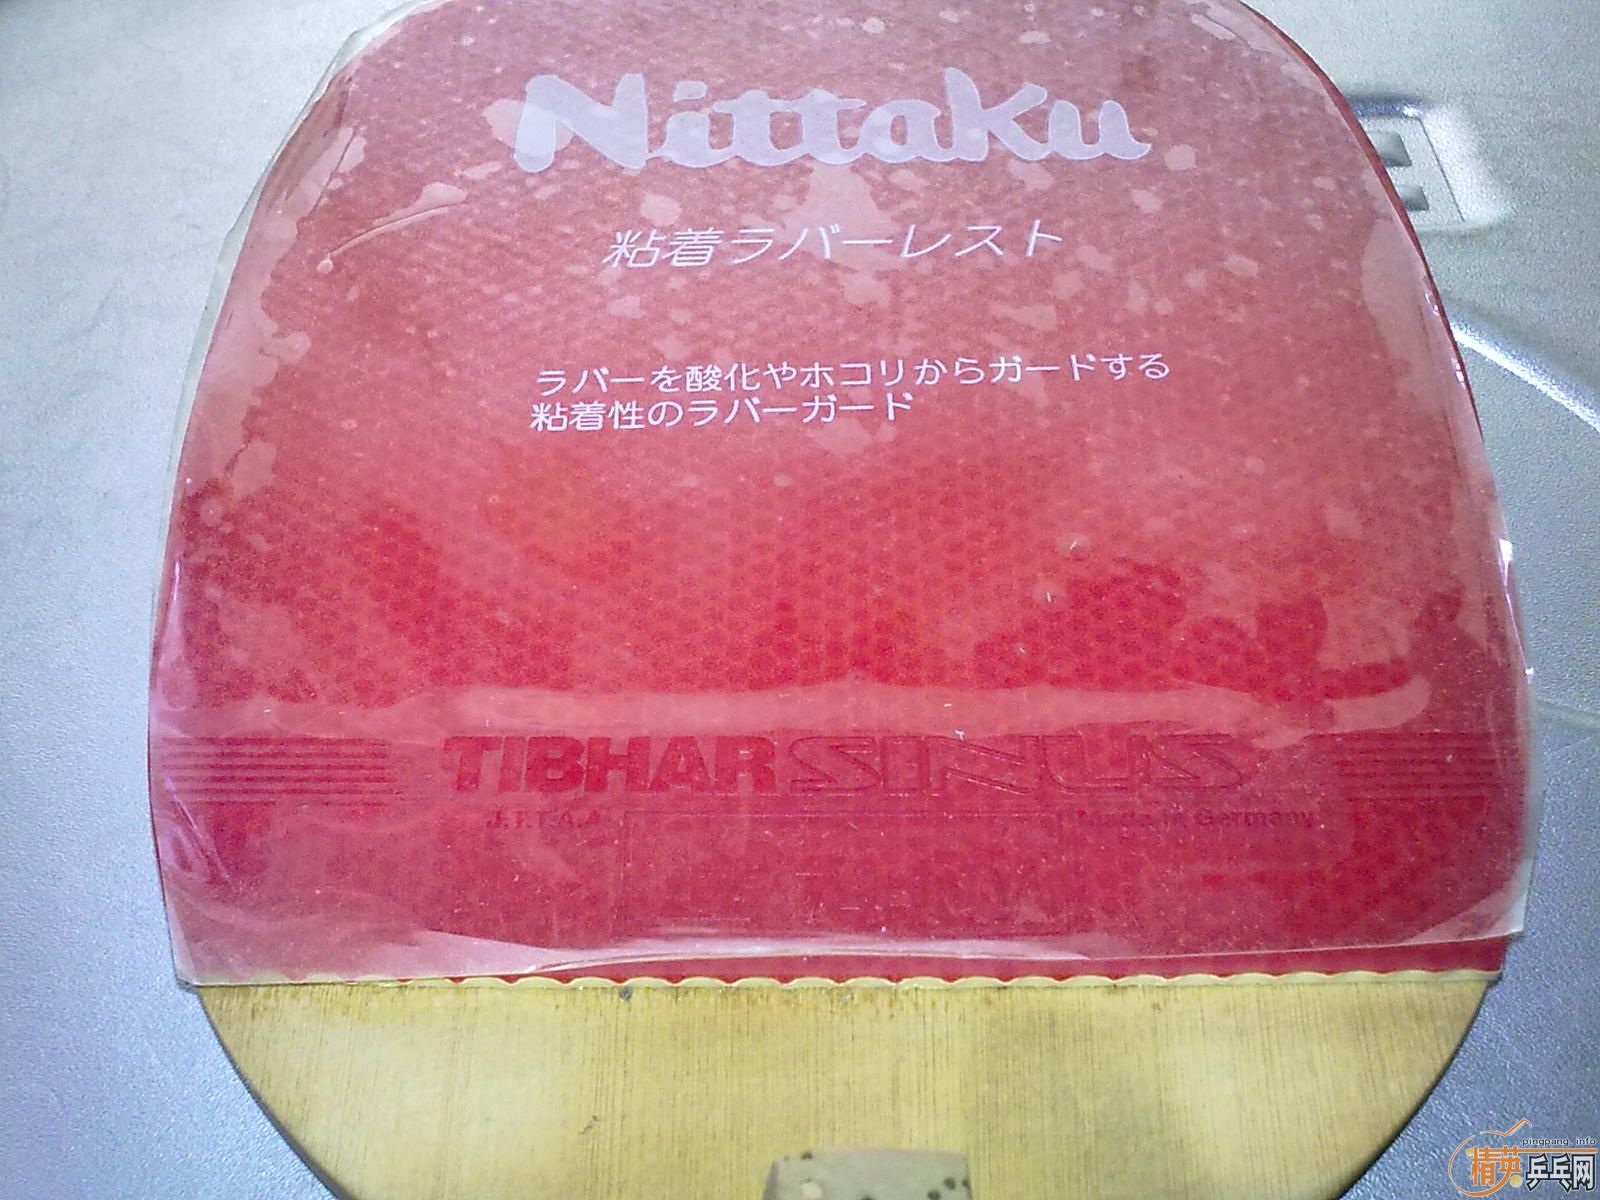 Nittaku
粘着ラバーレスト
ラバーを酸化やホコリからガードする
粘着性のラバーガード
TIBHAR SINUS
J.T.T.A.A.
Made in Germany
pingpang.info
精英乒乓网